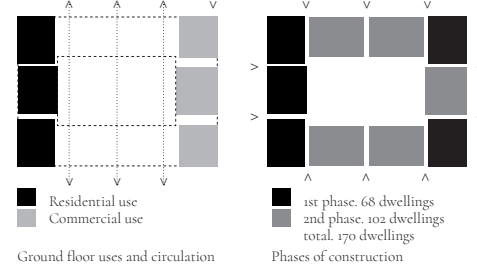 Residential use
Commercial use
Ground floor uses and circulation
1st phase. 68 dwellings
2nd phase. 102 dwellings
total. 170 dwellings
Phases of construction